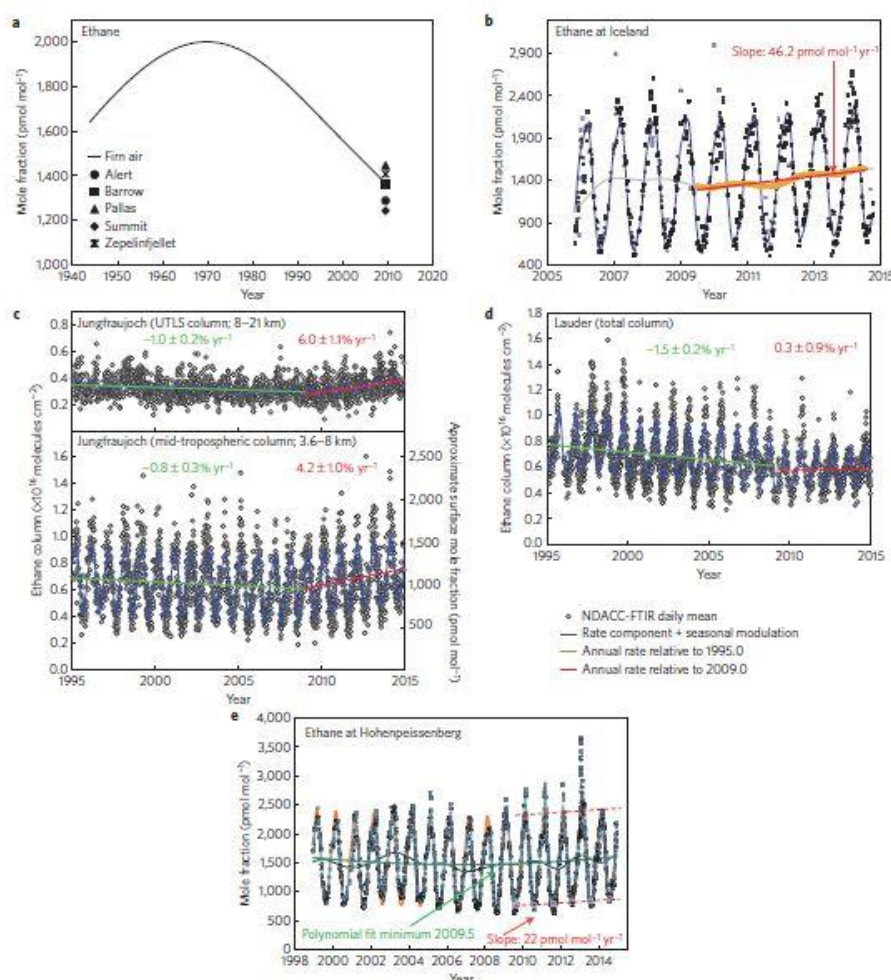 a
Ethane
Mole fraction (pmol mol⁻¹)
2,000
1,800
1,600
1,400
1,200
1,000
Firn air
Alert
Barrow
Pallas
Summit
Zepelinfjellet
1940 1950 1960 1970 1980 1990 2000 2010 2020
Year
b
Ethane at Iceland
Slope: 46.2 pmol mol⁻¹ yr⁻¹
Mole fraction (pmol mol⁻¹)
2,900
2,400
1,900
1,400
900
400
2005 2007 2009 2011 2013 2015
Year
c
Jungfraujoch (UTLS column; 8–21 km)
–1.0 ± 0.2% yr⁻¹ 6.0 ± 1.1% yr⁻¹
0.8
0.6
0.4
0.2
Jungfraujoch (mid-tropospheric column; 3.6–8 km)
–0.8 ± 0.3% yr⁻¹ 4.2 ± 1.0% yr⁻¹
Ethane column (×10¹⁶ molecules cm⁻²)
1.6
1.4
1.2
1.0
0.8
0.6
0.4
0.2
0.0
2,500
2,000
1,500
1,000
500
Approximate surface mole fraction (pmol mol⁻¹)
1995 2000 2005 2010 2015
Year
d
Lauder (total column)
–1.5 ± 0.2% yr⁻¹ 0.3 ± 0.9% yr⁻¹
Ethane column (×10¹⁶ molecules cm⁻²)
1.8
1.6
1.4
1.2
1.0
0.8
0.6
0.4
0.2
0.0
1995 2000 2005 2010 2015
Year
NDACC-FTIR daily mean
Rate component + seasonal modulation
Annual rate relative to 1995.0
Annual rate relative to 2009.0
e
Ethane at Hohenpeissenberg
Mole fraction (pmol mol⁻¹)
4,000
3,500
3,000
2,500
2,000
1,500
1,000
500
0
Polynomial fit minimum 2009.5
Slope: 22 pmol mol⁻¹ yr⁻¹
1998 2000 2002 2004 2006 2008 2010 2012 2014
Year